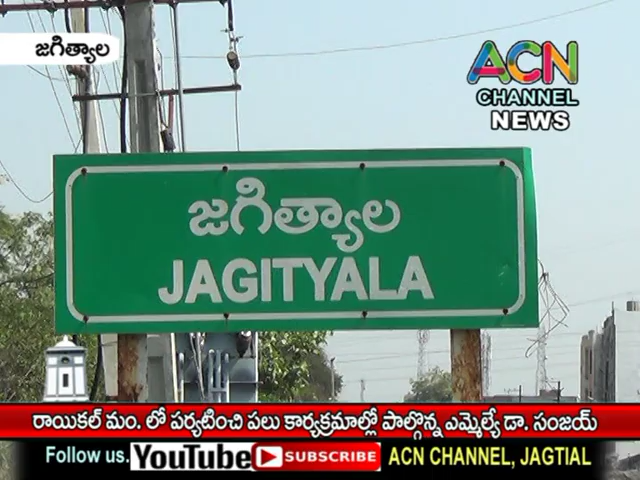 జగిత్యాల
ACN
CHANNEL
NEWS
జగిత్యాల
JAGITYALA
రాయికల్ మం. లో పర్యటించి పలు కార్యక్రమాల్లో పాల్గొన్న ఎమ్మెల్యే డా. సంజయ్
Follow us. YouTube SUBSCRIBE ACN CHANNEL, JAGTIAL